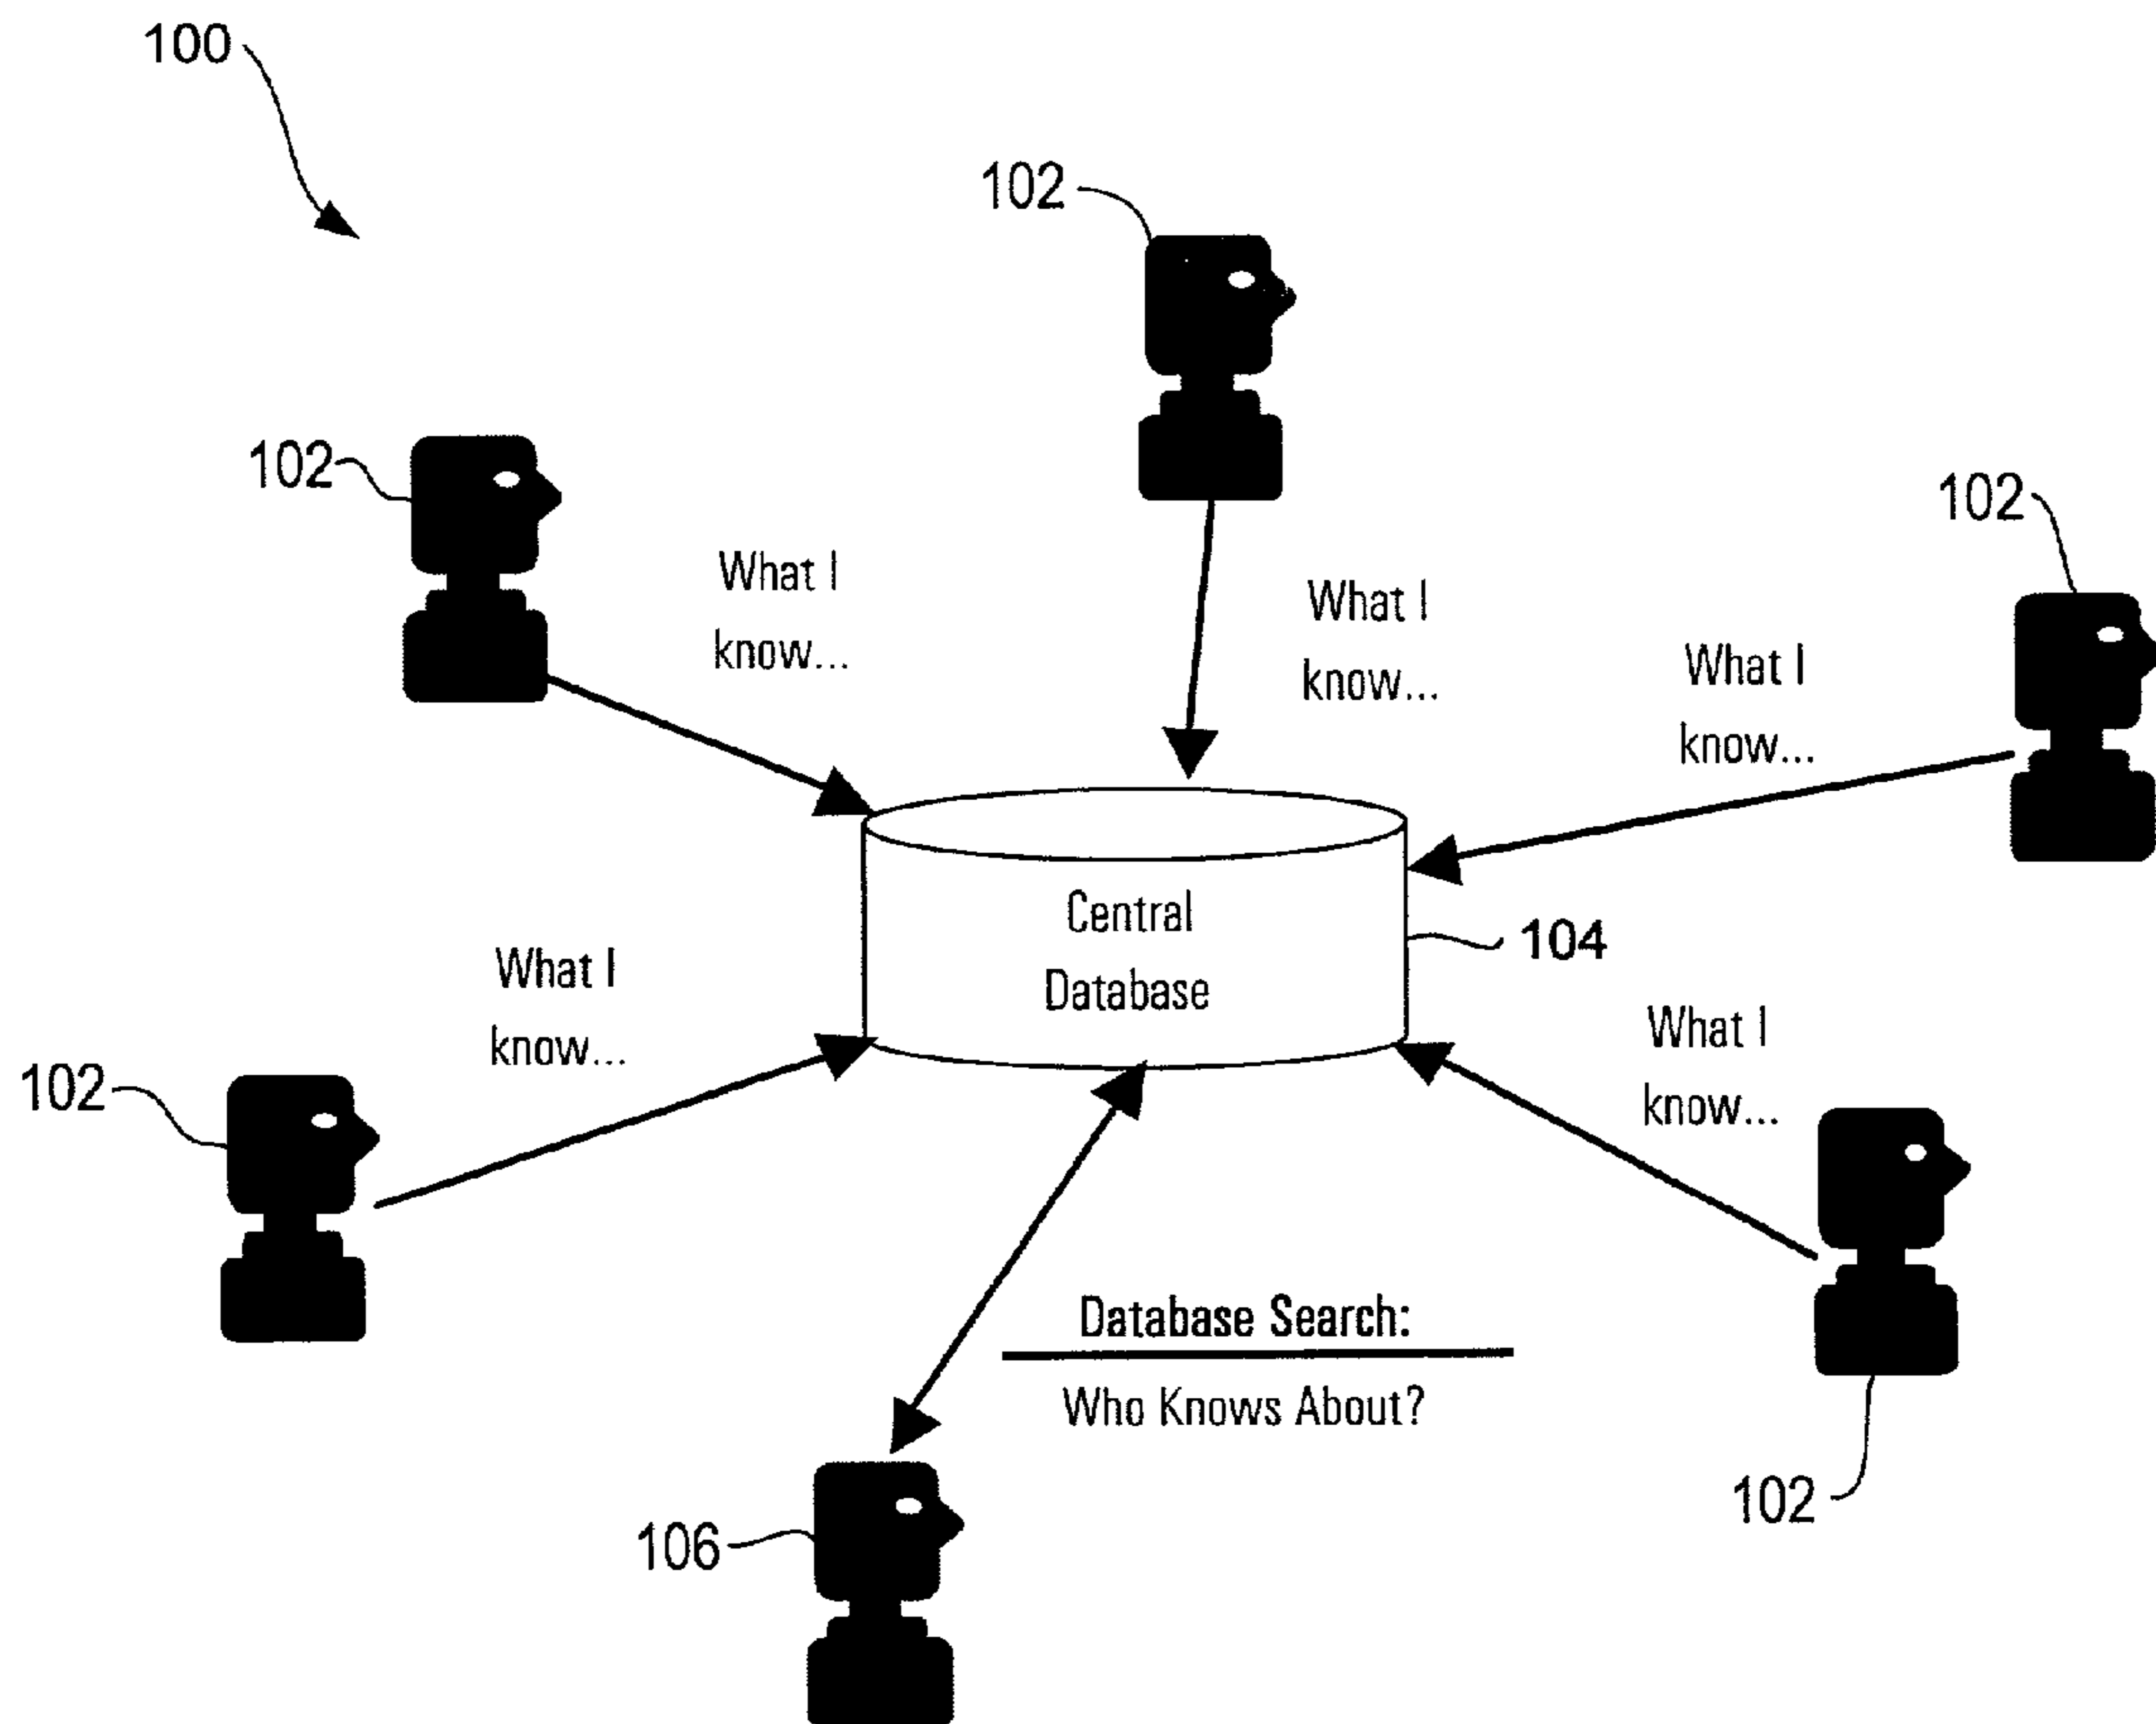 100
102
102
102
What I
know...
What I
know...
What I
know...
Central
Database
104
What I
know...
What I
know...
102
Database Search:
Who Knows About?
102
106